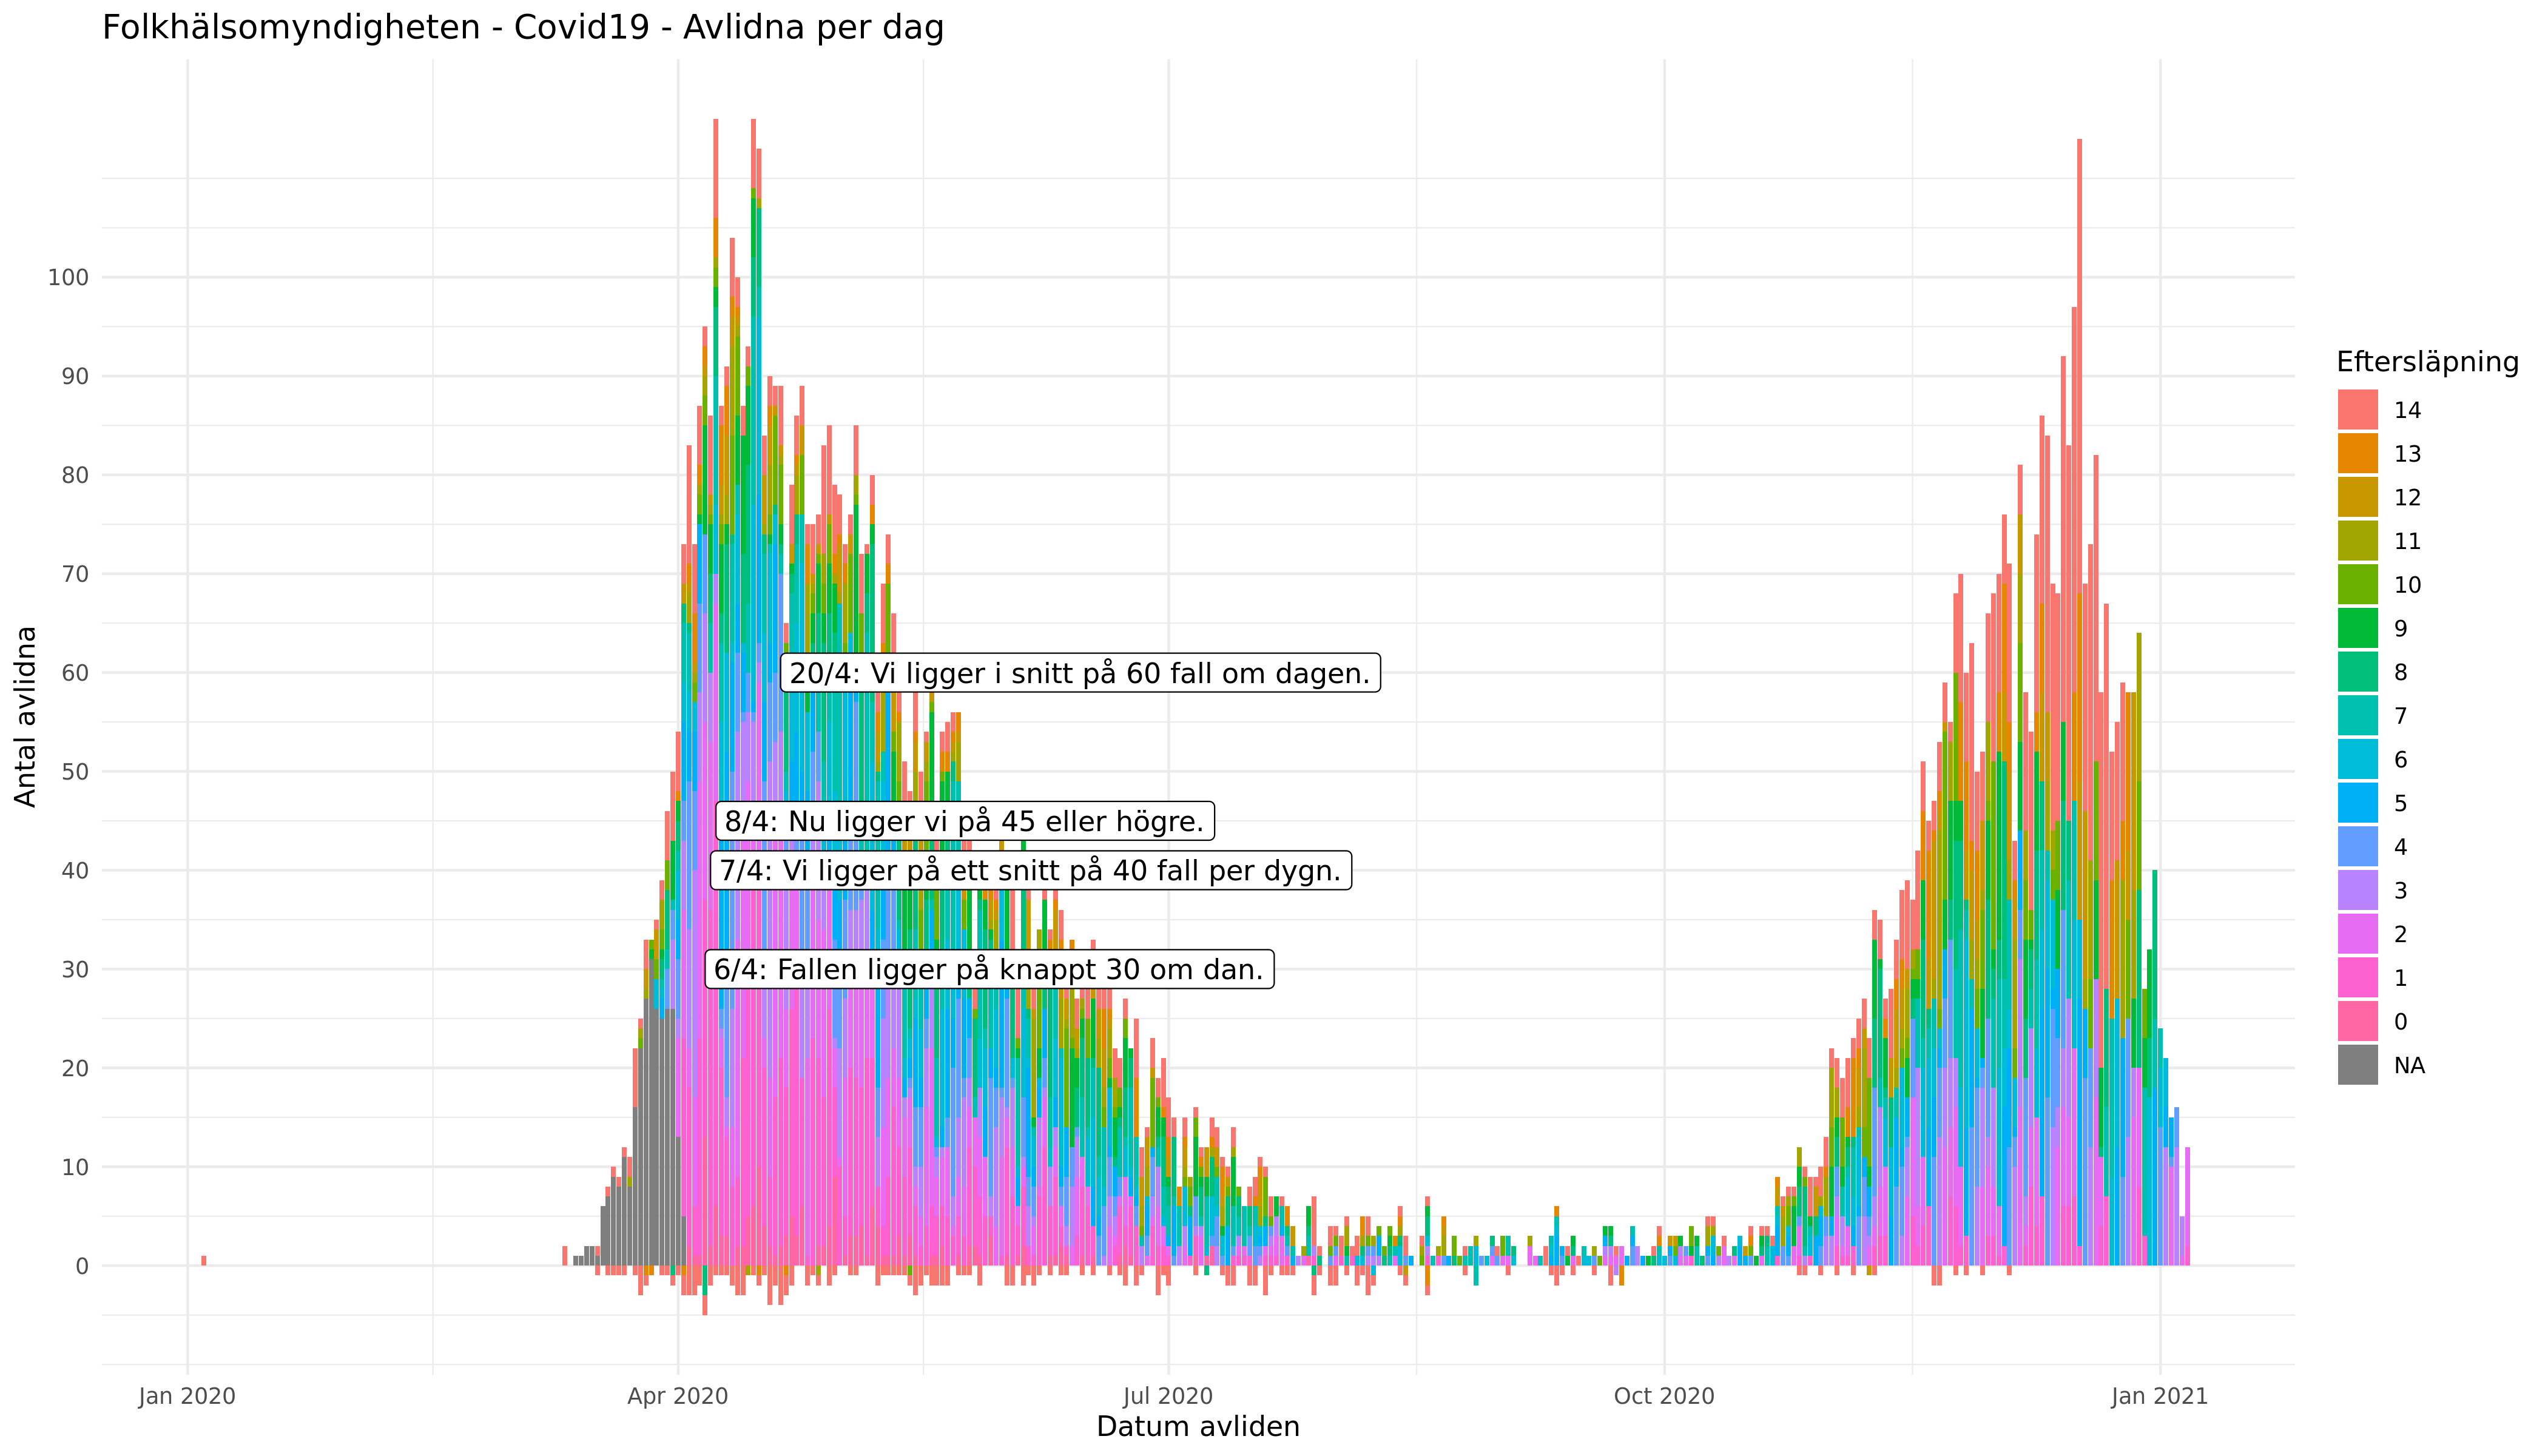 Folkhälsomyndigheten - Covid19 - Avlidna per dag
Antal avlidna
100
90
80
70
60
50
40
30
20
10
0
20/4: Vi ligger i snitt på 60 fall om dagen.
8/4: Nu ligger vi på 45 eller högre.
7/4: Vi ligger på ett snitt på 40 fall per dygn.
6/4: Fallen ligger på knappt 30 om dan.
Jan 2020
Apr 2020
Jul 2020
Oct 2020
Jan 2021
Datum avliden
Eftersläpning
14
13
12
11
10
9
8
7
6
5
4
3
2
1
0
NA